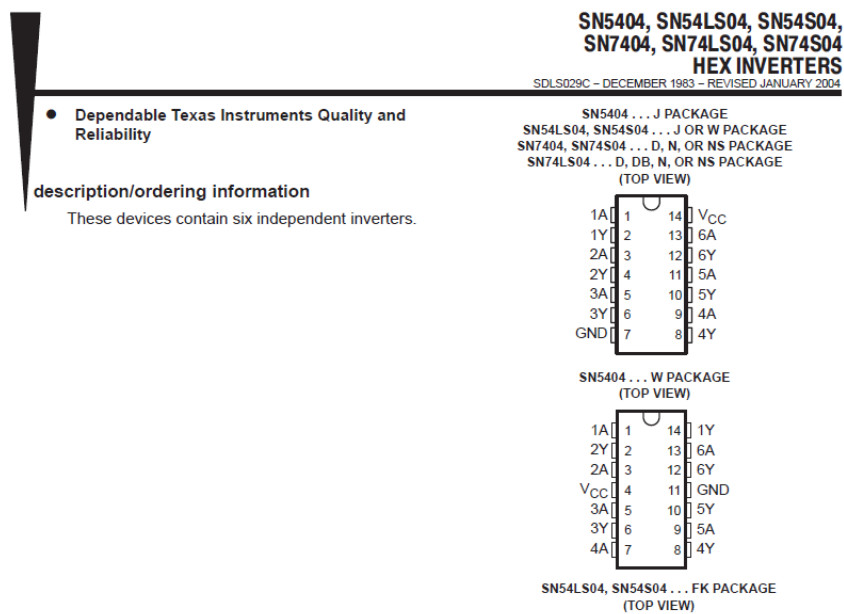 SN5404, SN54LS04, SN54S04,
SN7404, SN74LS04, SN74S04
HEX INVERTERS
SDLS029C – DECEMBER 1983 – REVISED JANUARY 2004
● Dependable Texas Instruments Quality and
Reliability
description/ordering information
These devices contain six independent inverters.
SN5404 . . . J PACKAGE
SN54LS04, SN54S04 . . . J OR W PACKAGE
SN7404, SN74S04 . . . D, N, OR NS PACKAGE
SN74LS04 . . . D, DB, N, OR NS PACKAGE
(TOP VIEW)
1A 1 14 VCC
1Y 2 13 6A
2A 3 12 6Y
2Y 4 11 5A
3A 5 10 5Y
3Y 6 9 4A
GND 7 8 4Y
SN5404 . . . W PACKAGE
(TOP VIEW)
1A 1 14 1Y
2Y 2 13 6A
2A 3 12 6Y
VCC 4 11 GND
3A 5 10 5Y
3Y 6 9 5A
4A 7 8 4Y
SN54LS04, SN54S04 . . . FK PACKAGE
(TOP VIEW)